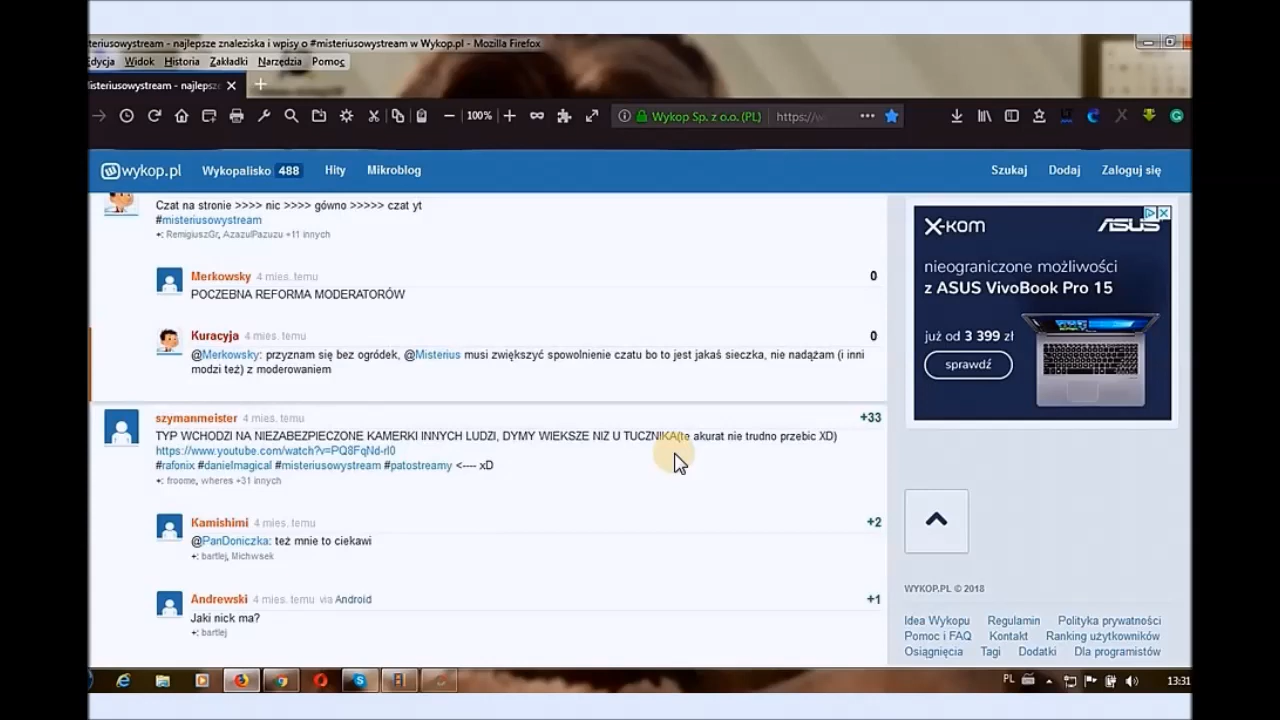 steriusowystream - najlepsze znaleziska i wpisy o #misteriusowystream w Wykop.pl - Mozilla Firefox
Edycja Widok Historia Zakładki Narzędzia Pomoc
misteriusowystream - najlepsze
100% Wykop Sp. z o.o. (PL) https://w
wykop.pl Wykopalisko 488 Hity Mikroblog Szukaj Dodaj Zaloguj się
Czat na stronie >>>> nic >>>> gówno >>>>> czat yt
#misteriusowystream
+: RemigiuszGr, AzazulPazuzu +11 innych
Merkowsky 4 mies. temu 0
POCZEBNA REFORMA MODERATORÓW
Kuracyja 4 mies. temu 0
@Merkowsky: przyznam się bez ogródek, @Misterius musi zwiększyć spowolnienie czatu bo to jest jakaś sieczka, nie nadążam (i inni
modzi też) z moderowaniem
szymanmeister 4 mies. temu +33
TYP WCHODZI NA NIEZABEZPIECZONE KAMERKI INNYCH LUDZI, DYMY WIEKSZE NIZ U TUCZNIKA(te akurat nie trudno przebic XD)
https://www.youtube.com/watch?v=PQ8FqNd-rI0
#rafonix #danielmagical #misteriusowystream #patostreamy <---- xD
+: froome, wheres +31 innych
Kamishimi 4 mies. temu +2
@PanDoniczka: też mnie to ciekawi
+: bartlej, Michwsek
Andrewski 4 mies. temu via Android +1
Jaki nick ma?
+: bartlej
X-kom ASUS
nieograniczone możliwości
z ASUS VivoBook Pro 15
już od 3 399 zł
sprawdź
WYKOP.PL © 2018
Idea Wykopu Regulamin Polityka prywatności
Pomoc i FAQ Kontakt Ranking użytkowników
Osiągnięcia Tagi Dodatki Dla programistów
PL 13:31